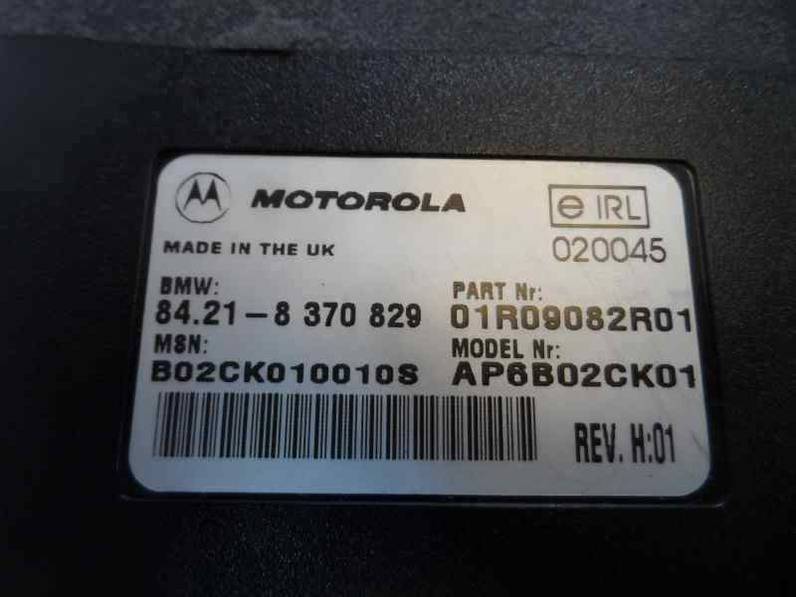 MOTOROLA
e IRL
MADE IN THE UK
020045
BMW:
84.21-8 370 829
PART Nr:
01R09082R01
MSN:
B02CK010010S
MODEL Nr:
AP6B02CK01
REV. H:01